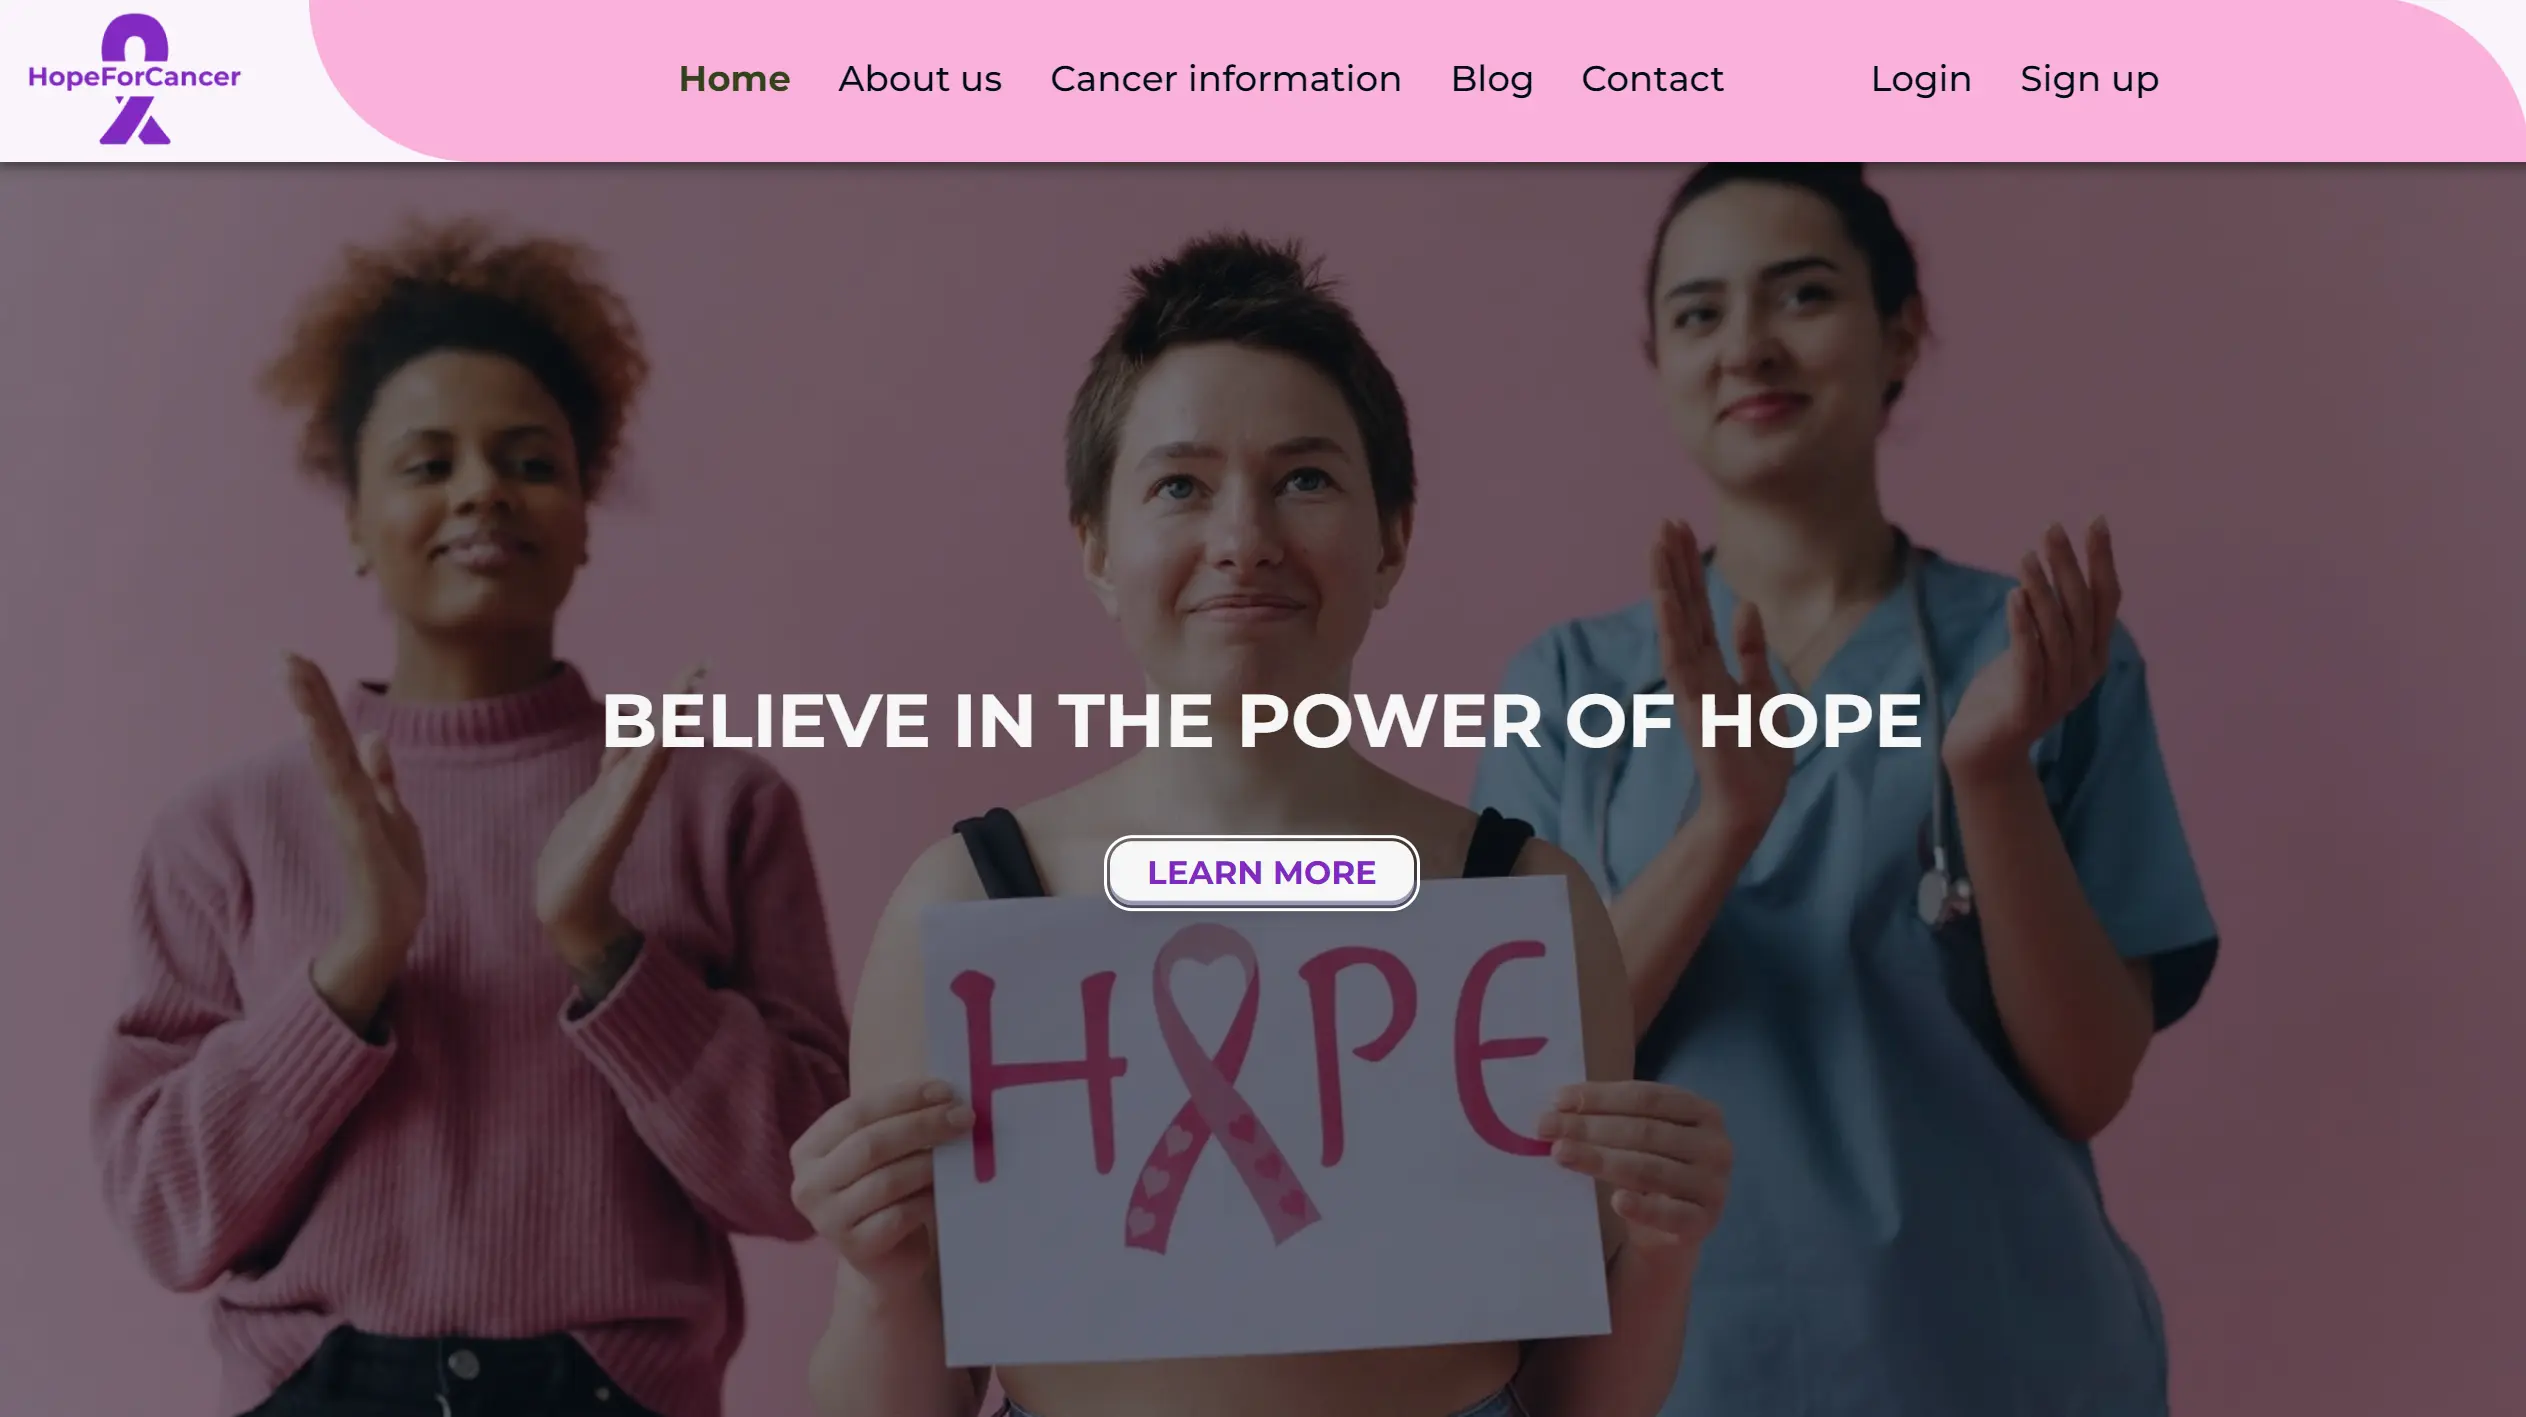 HopeForCancer
Home About us Cancer information Blog Contact Login Sign up
BELIEVE IN THE POWER OF HOPE
LEARN MORE
HOPE